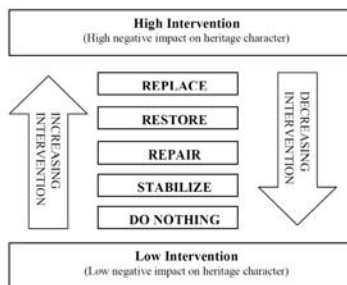 High Intervention
(High negative impact on heritage character)
INCREASING
INTERVENTION
REPLACE
RESTORE
REPAIR
STABILIZE
DO NOTHING
DECREASING
INTERVENTION
Low Intervention
(Low negative impact on heritage character)